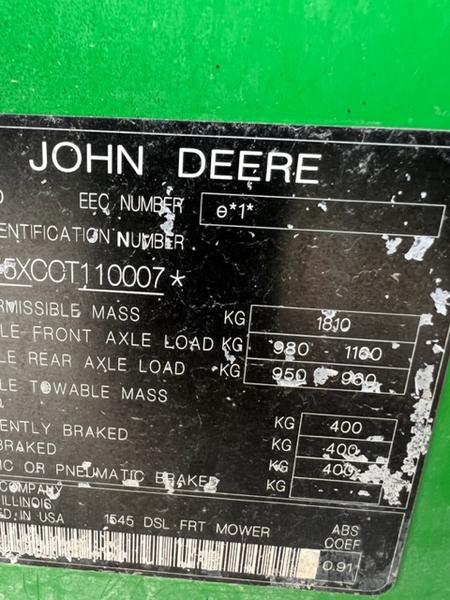 JOHN DEERE
EEC NUMBER e*1*
ENTIFICATION NUMBER
5XCCT110007*
RMISSIBLE MASS KG 1810
LE FRONT AXLE LOAD KG 980 1160
LE REAR AXLE LOAD KG 950 960
LE TOWABLE MASS
ENTLY BRAKED KG 400
BRAKED KG 400
IC OR PNEUMATIC BRAKED KG 400
KG
COMPANY
ILLINOIS
ED IN USA 1545 DSL FRT MOWER ABS
COEF
0.91